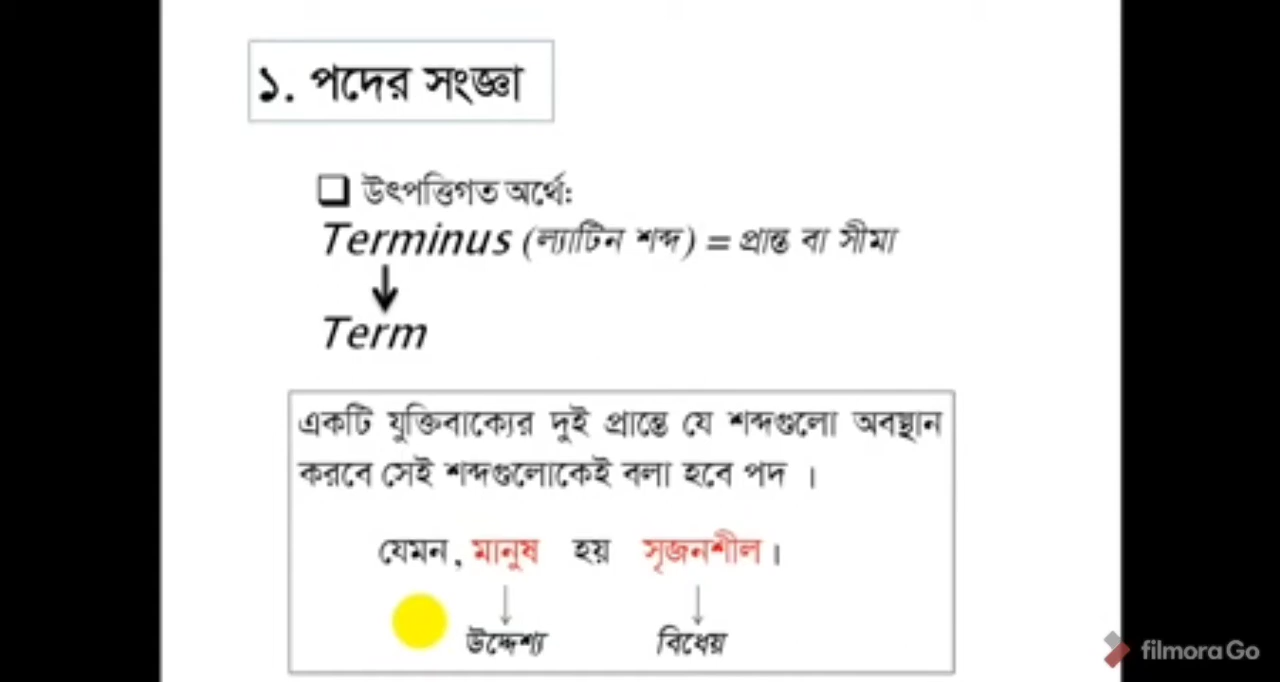 ১. পদের সংজ্ঞা
❑ উৎপত্তিগত অর্থে:
Terminus (ল্যাটিন শব্দ) = প্রান্ত বা সীমা
↓
Term
একটি যুক্তিবাক্যের দুই প্রান্তে যে শব্দগুলো অবস্থান
করবে সেই শব্দগুলোকেই বলা হবে পদ ।
যেমন, মানুষ হয় সৃজনশীল।
↓ ↓
উদ্দেশ্য বিধেয়
filmoraGo